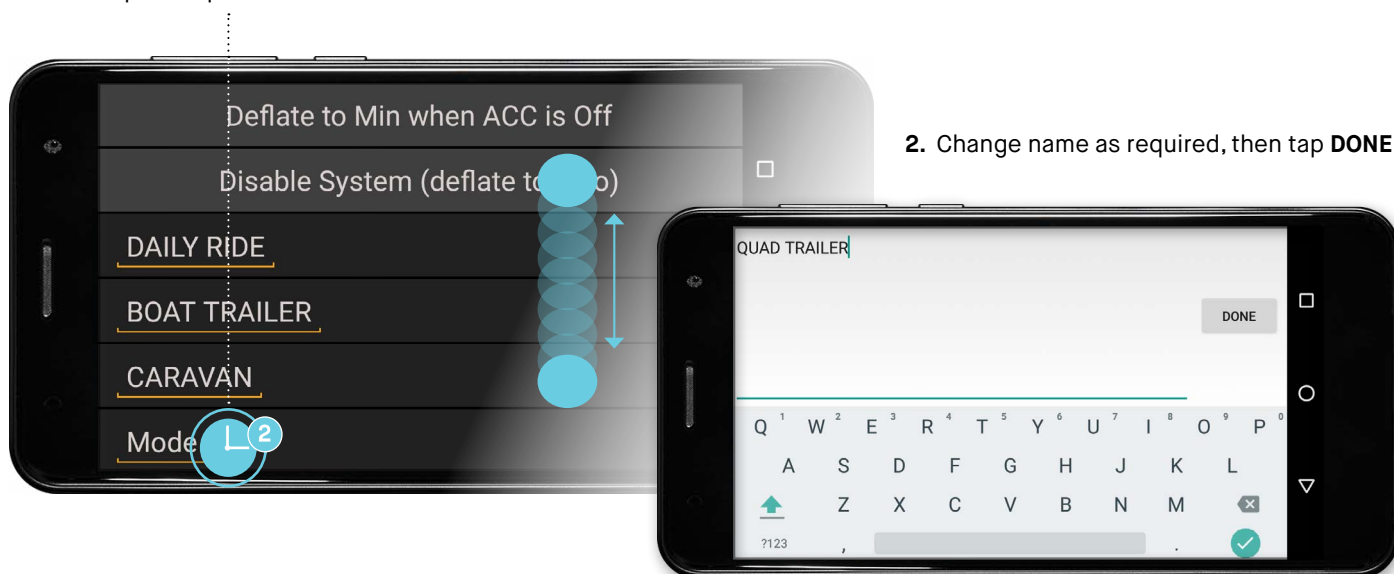 Deflate to Min when ACC is Off
Disable System (deflate to
DAILY RIDE
BOAT TRAILER
CARAVAN
Mode
2
2. Change name as required, then tap DONE
QUAD TRAILER
DONE
Q 1 W 2 E 3 R 4 T 5 Y 6 U 7 I 8 O 9 P 0
A S D F G H J K L
Z X C V B N M
?123 , .